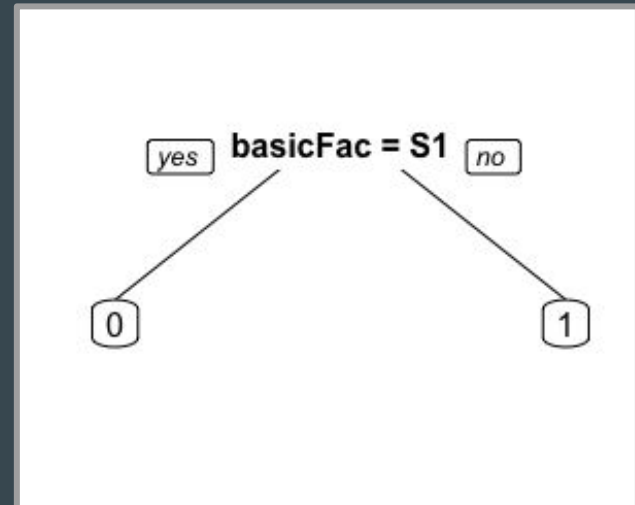 yes basicFac = S1 no
0 1